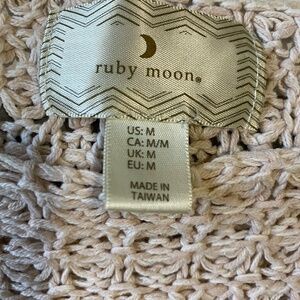 ruby moon®
US: M
CA: M/M
UK: M
EU: M
MADE IN
TAIWAN